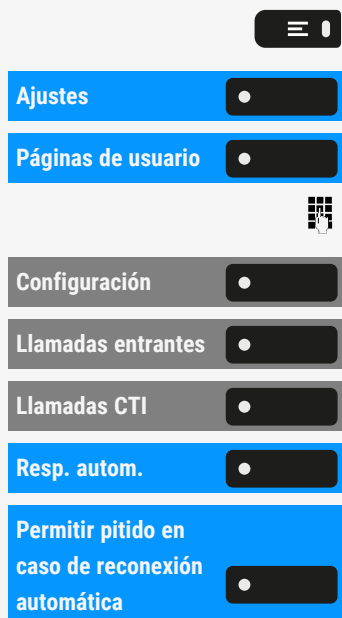 Ajustes
Páginas de usuario
Configuración
Llamadas entrantes
Llamadas CTI
Resp. autom.
Permitir pitido en
caso de reconexión
automática